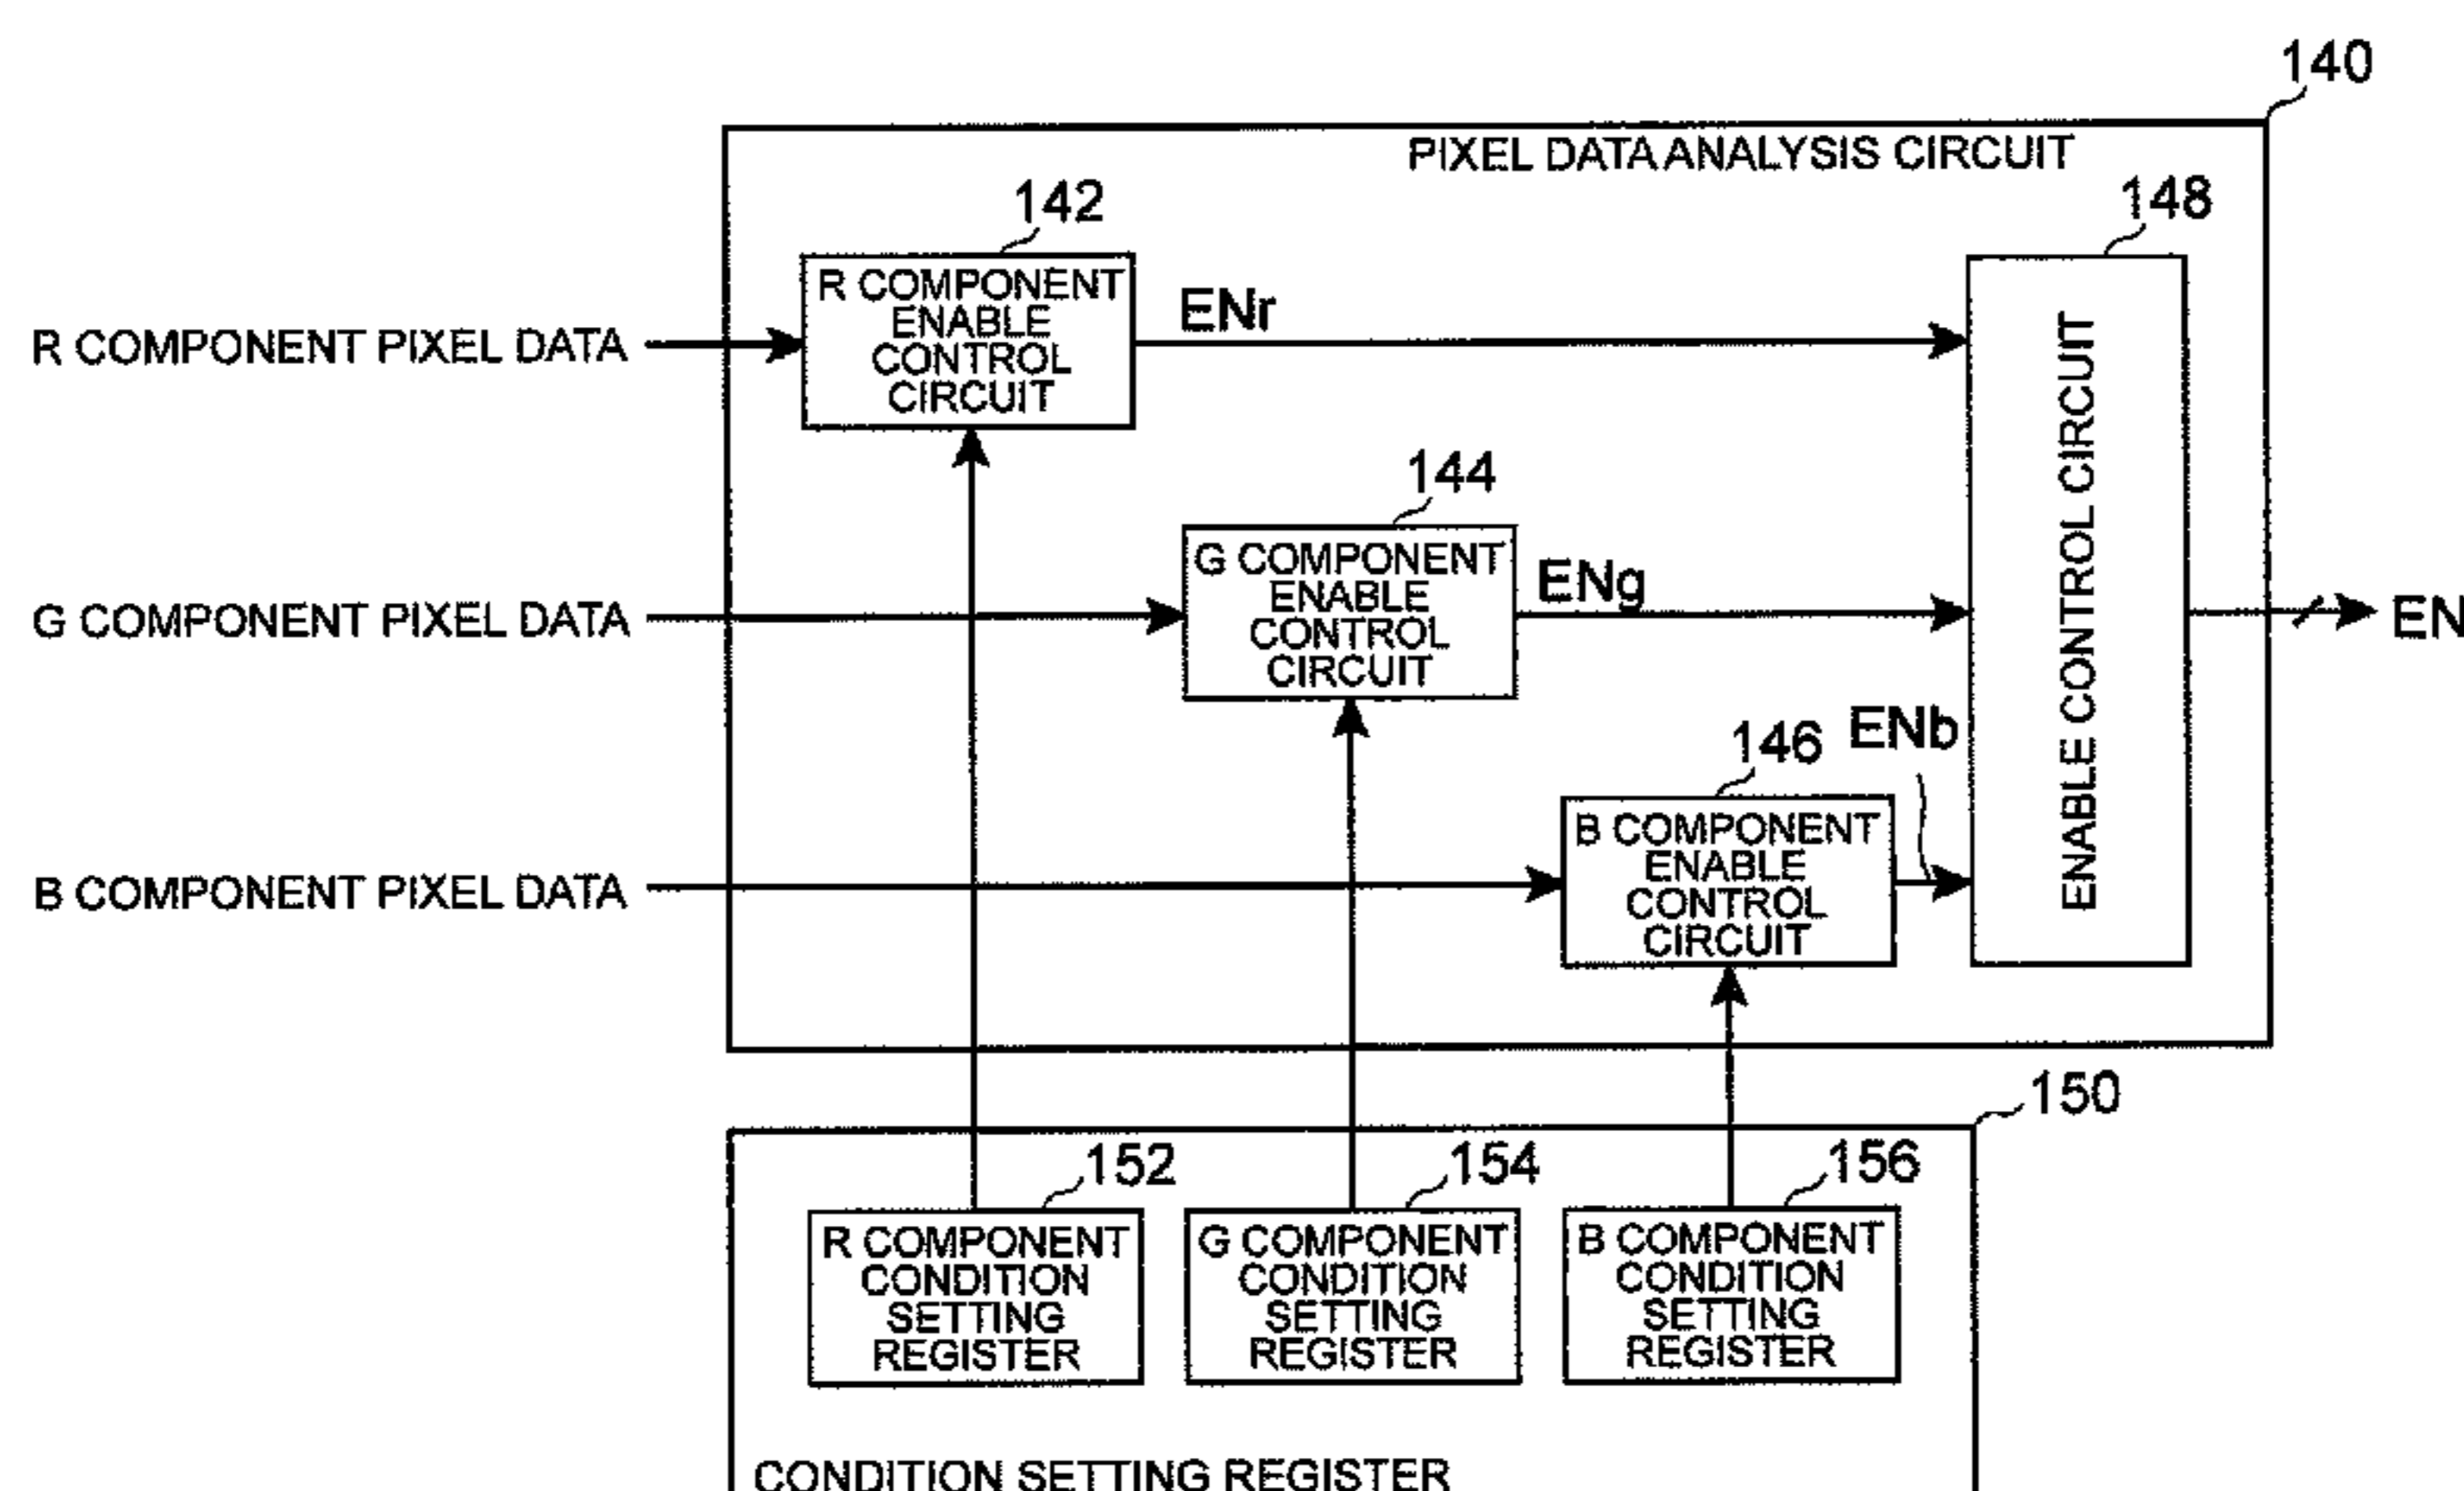 140
PIXEL DATA ANALYSIS CIRCUIT
142
148
R COMPONENT
ENABLE
CONTROL
CIRCUIT
ENr
R COMPONENT PIXEL DATA
ENABLE CONTROL CIRCUIT
144
G COMPONENT
ENABLE
CONTROL
CIRCUIT
ENg
G COMPONENT PIXEL DATA
EN
146
ENb
B COMPONENT
ENABLE
CONTROL
CIRCUIT
B COMPONENT PIXEL DATA
150
152
154
156
R COMPONENT
CONDITION
SETTING
REGISTER
G COMPONENT
CONDITION
SETTING
REGISTER
B COMPONENT
CONDITION
SETTING
REGISTER
CONDITION SETTING REGISTER